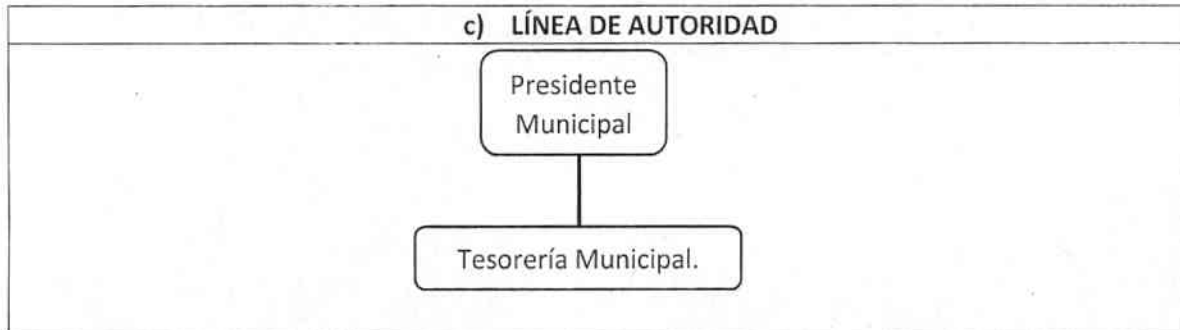 c) LÍNEA DE AUTORIDAD
Presidente
Municipal
Tesorería Municipal.